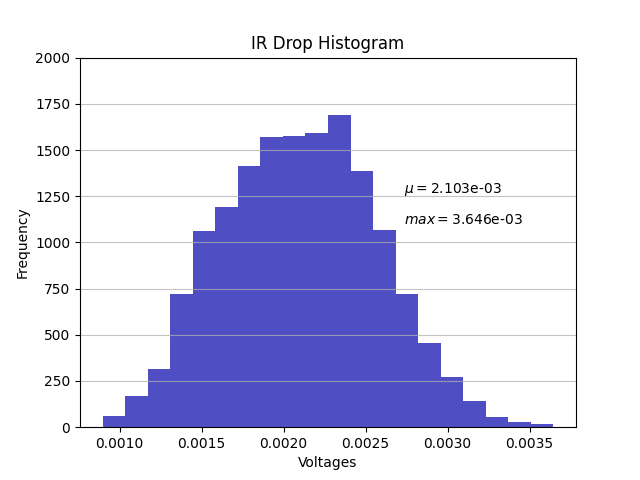 IR Drop Histogram
2000
1750
1500
1250
1000
750
500
250
0
μ = 2.103e-03
max = 3.646e-03
Frequency
0.0010 0.0015 0.0020 0.0025 0.0030 0.0035
Voltages